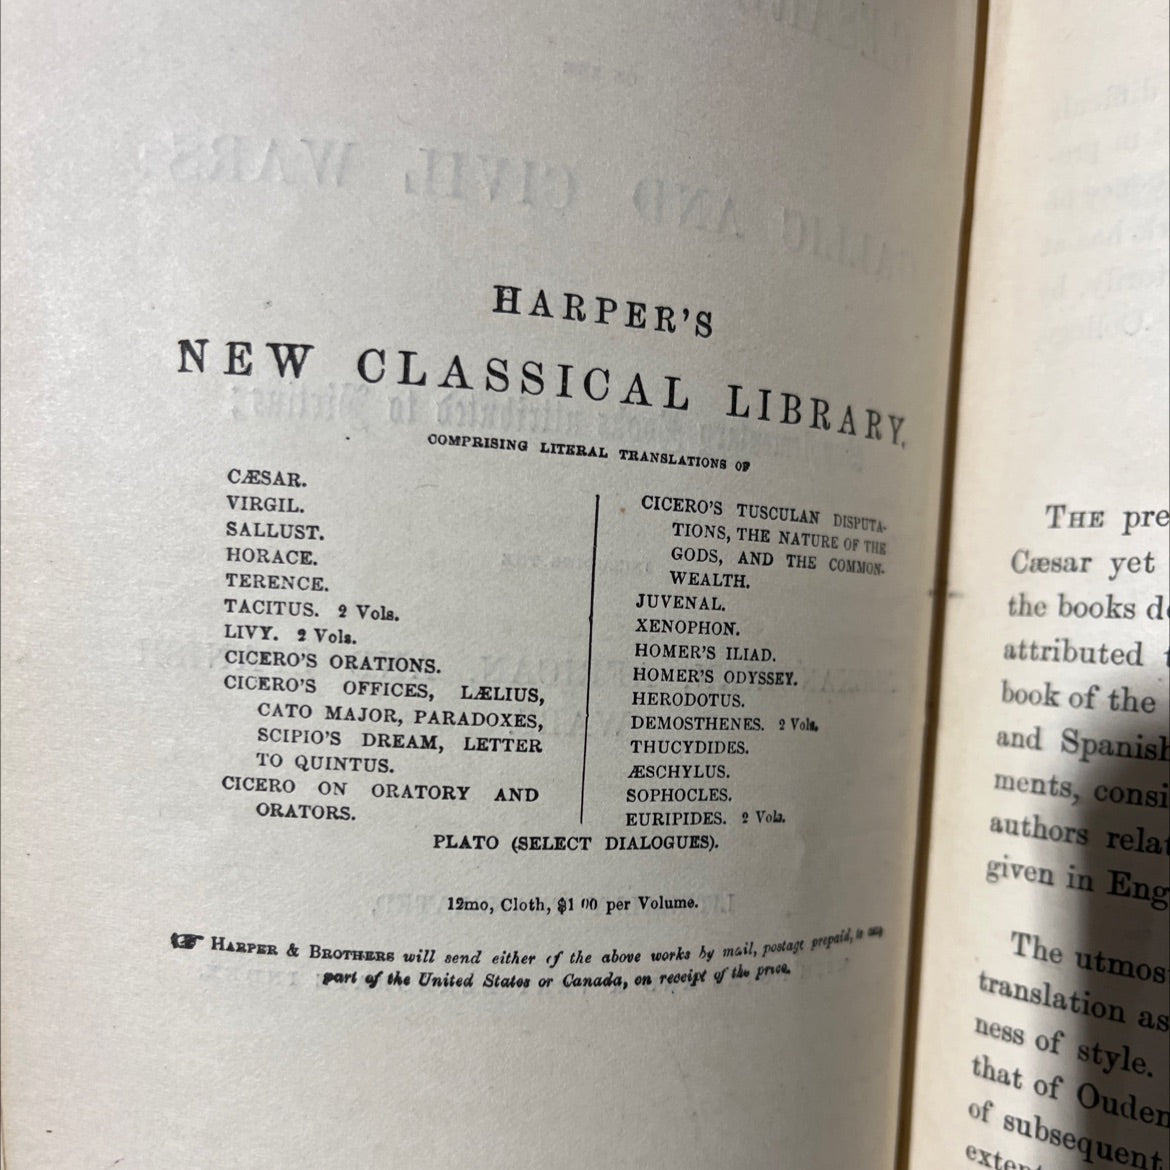 HARPER'S
NEW CLASSICAL LIBRARY,
COMPRISING LITERAL TRANSLATIONS OF
CÆSAR.
VIRGIL.
SALLUST.
HORACE.
TERENCE.
TACITUS. 2 Vols.
LIVY. 2 Vols.
CICERO'S ORATIONS.
CICERO'S OFFICES, LÆLIUS,
CATO MAJOR, PARADOXES,
SCIPIO'S DREAM, LETTER
TO QUINTUS.
CICERO ON ORATORY AND
ORATORS.
CICERO'S TUSCULAN DISPUTA-
TIONS, THE NATURE OF THE
GODS, AND THE COMMON-
WEALTH.
JUVENAL.
XENOPHON.
HOMER'S ILIAD.
HOMER'S ODYSSEY.
HERODOTUS.
DEMOSTHENES. 2 Vols.
THUCYDIDES.
ÆSCHYLUS.
SOPHOCLES.
EURIPIDES. 2 Vols.
PLATO (SELECT DIALOGUES).
12mo, Cloth, $1 00 per Volume.
☞ HARPER & BROTHERS will send either of the above works by mail, postage prepaid, to any
part of the United States or Canada, on receipt of the price.
THE pre
Cæsar yet
the books d
attributed
book of the
and Spanish
ments, consi
authors relat
given in Eng
The utmos
translation as
ness of style.
that of Ouden
of subsequent
exten